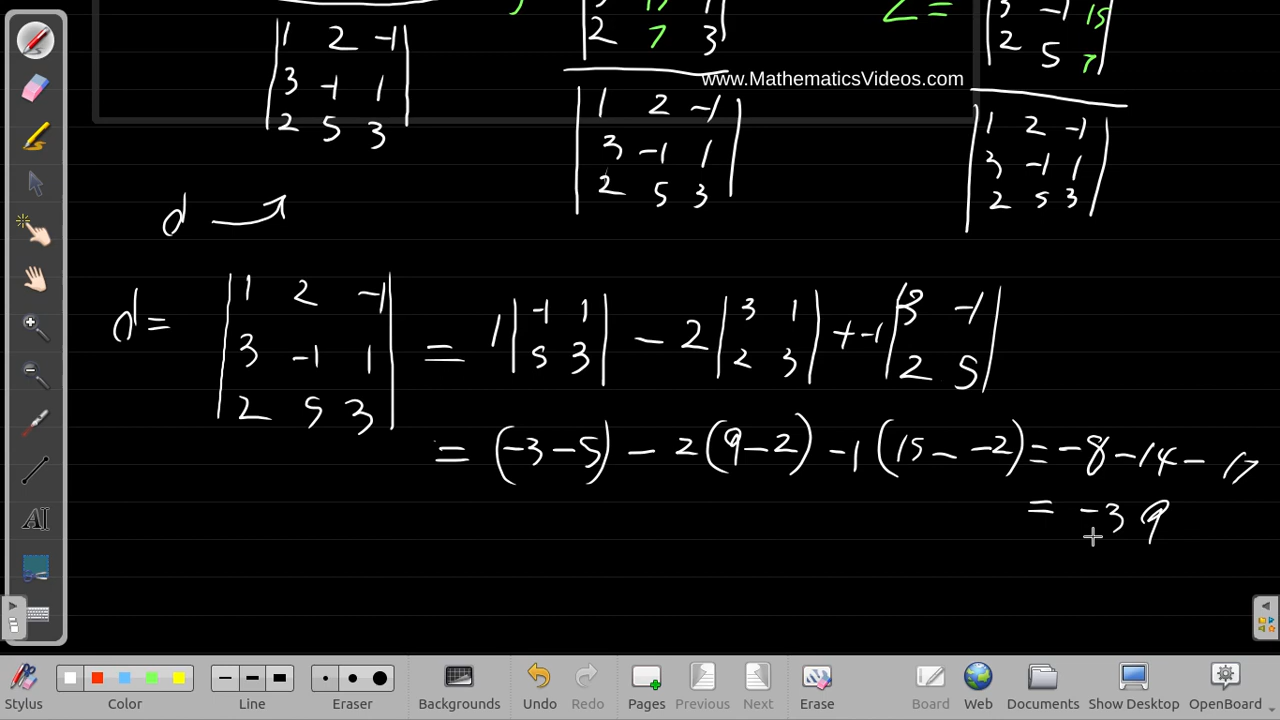 2 7 3
Z =
3 -1 15
2 5 7
1 2 -1
3 -1 1
2 5 3
www.MathematicsVideos.com
1 2 -1
3 -1 1
2 5 3
1 2 -1
3 -1 1
2 5 3
d
d = |1 2 -1| = 1|-1 1| - 2|3 1| + -1|3 -1|
|3 -1 1| |5 3| |2 3| |2 5|
|2 5 3|
= (-3 - 5) - 2(9 - 2) - 1(15 - -2) = -8 - 14 - 17
= -39
Stylus
Color
Line
Eraser
Backgrounds
Undo
Redo
Pages
Previous
Next
Erase
Board
Web
Documents
Show Desktop
OpenBoard